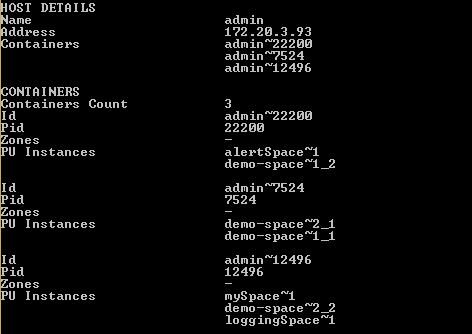 HOST DETAILS
Name admin
Address 172.20.3.93
Containers admin~22200
admin~7524
admin~12496
CONTAINERS
Containers Count 3
Id admin~22200
Pid 22200
Zones -
PU Instances alertSpace~1
demo-space~1_2
Id admin~7524
Pid 7524
Zones -
PU Instances demo-space~2_1
demo-space~1_1
Id admin~12496
Pid 12496
Zones -
PU Instances mySpace~1
demo-space~2_2
loggingSpace~1